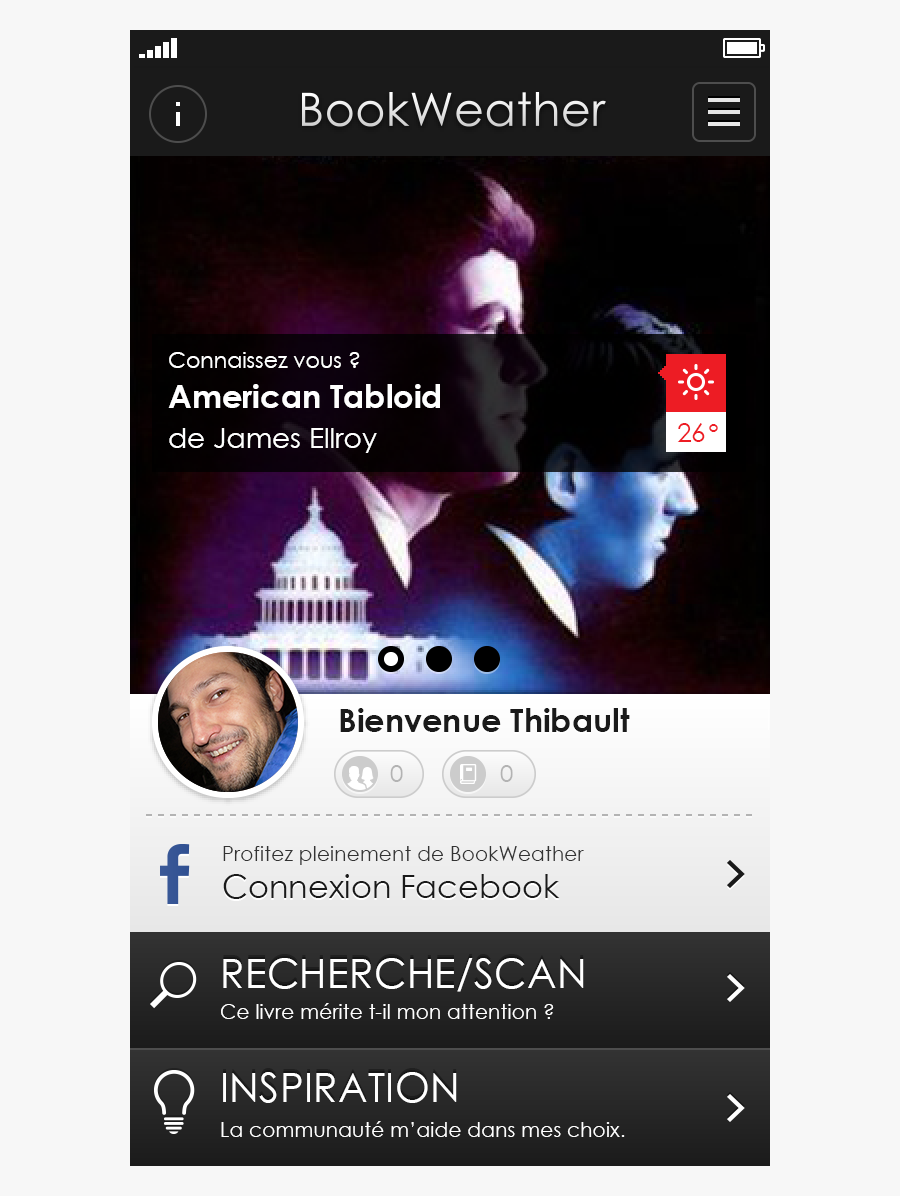 i
BookWeather
Connaissez vous ?
American Tabloid
de James Ellroy
26°
Bienvenue Thibault
0
0
Profitez pleinement de BookWeather
f
Connexion Facebook
RECHERCHE/SCAN
Ce livre mérite t-il mon attention ?
INSPIRATION
La communauté m’aide dans mes choix.